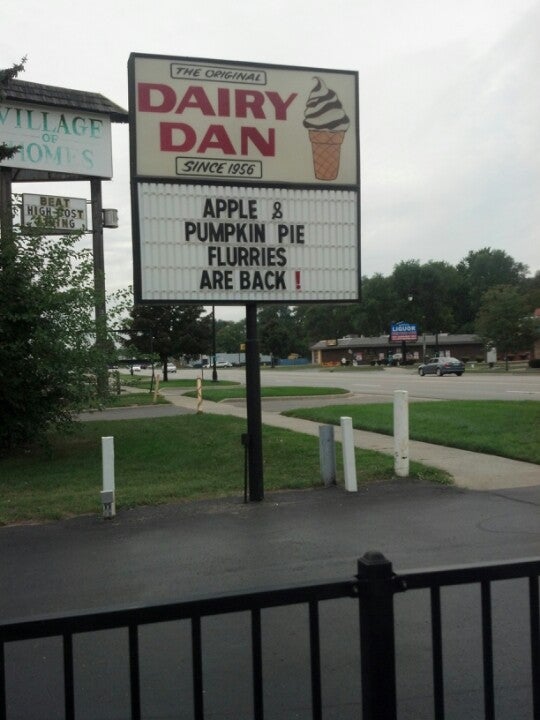 THE ORIGINAL
DAIRY
DAN
SINCE 1956
APPLE &
PUMPKIN PIE
FLURRIES
ARE BACK!
VILLAGE
OF
HOMES
BEAT
HIGH COST
LIVING
LIQUOR